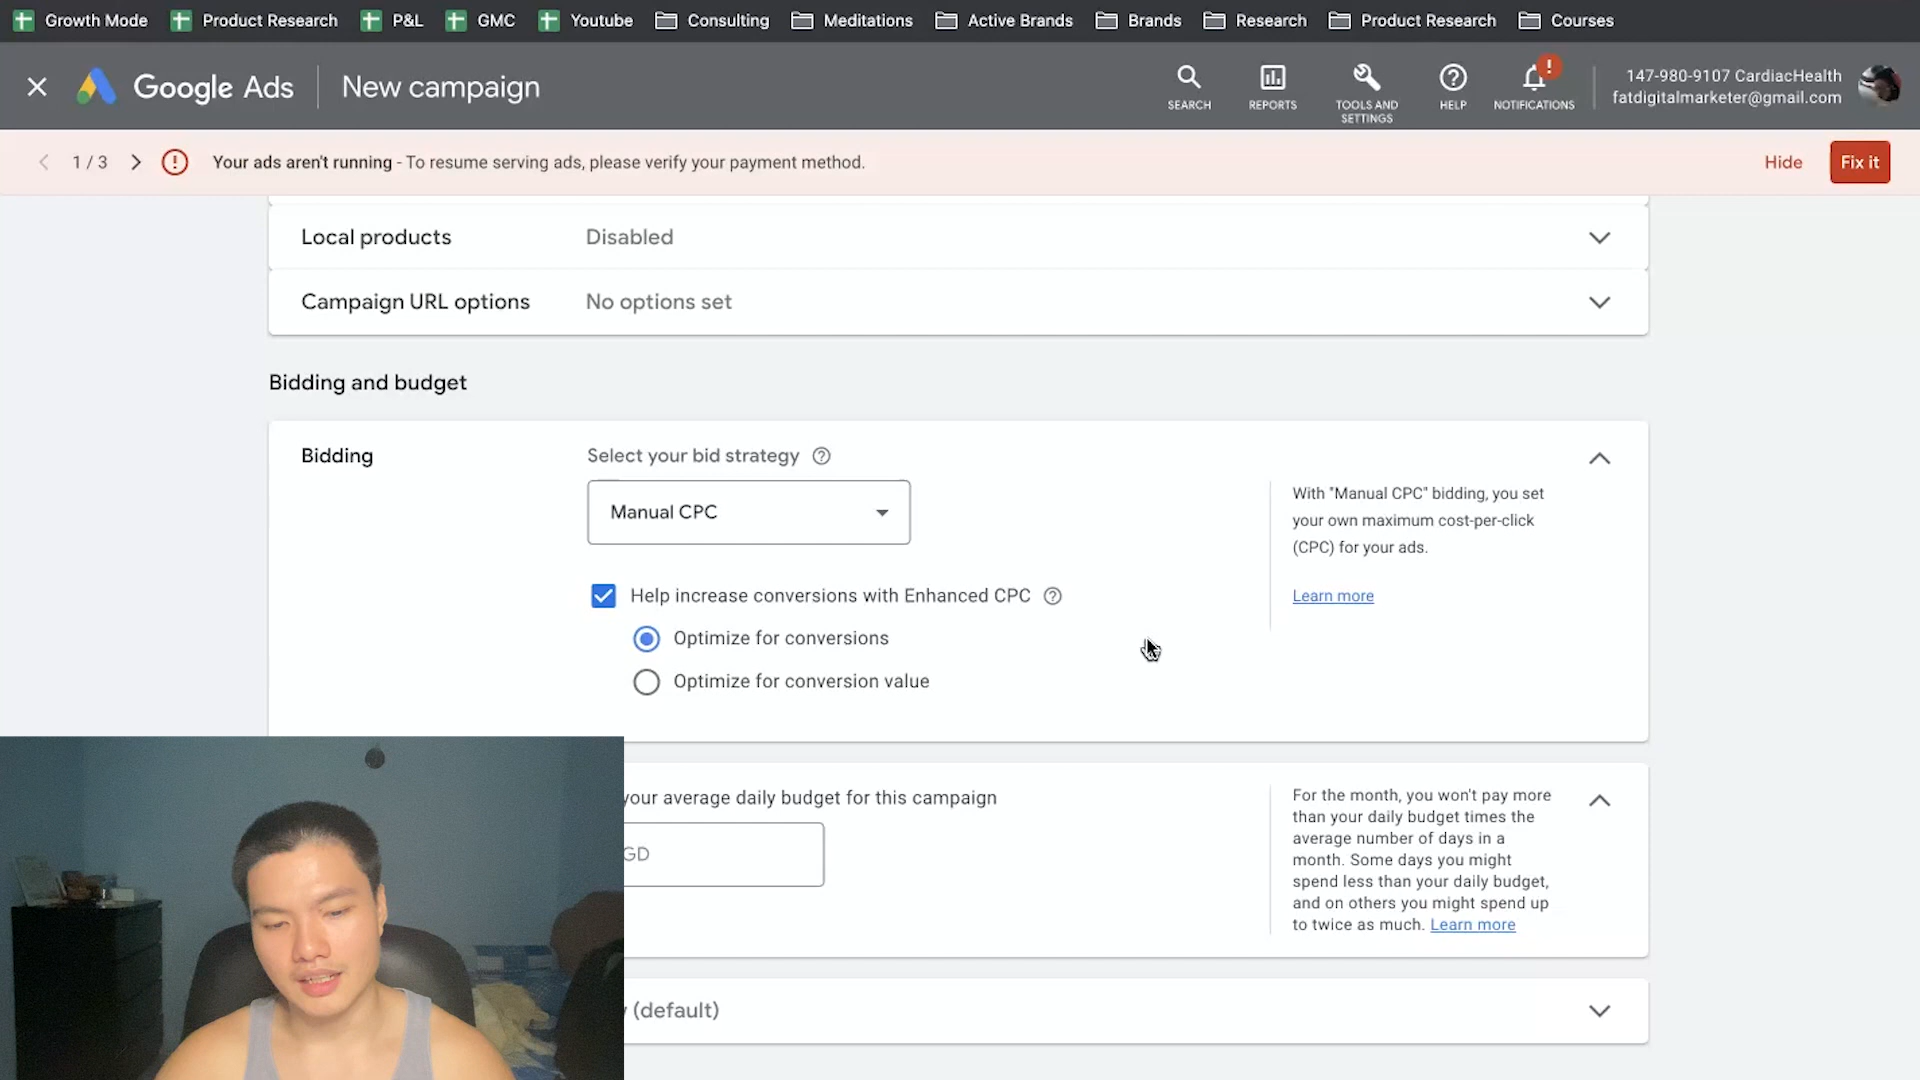 Growth Mode Product Research P&L GMC Youtube Consulting Meditations Active Brands Brands Research Product Research Courses
Google Ads New campaign
SEARCH REPORTS TOOLS AND SETTINGS HELP NOTIFICATIONS
147-980-9107 CardiacHealth
fatdigitalmarketer@gmail.com
1 / 3 Your ads aren't running - To resume serving ads, please verify your payment method. Hide Fix it
Local products Disabled
Campaign URL options No options set
Bidding and budget
Bidding Select your bid strategy
Manual CPC
Help increase conversions with Enhanced CPC
Optimize for conversions
Optimize for conversion value
With "Manual CPC" bidding, you set
your own maximum cost-per-click
(CPC) for your ads.
Learn more
your average daily budget for this campaign
GD
For the month, you won't pay more
than your daily budget times the
average number of days in a
month. Some days you might
spend less than your daily budget,
and on others you might spend up
to twice as much. Learn more
(default)